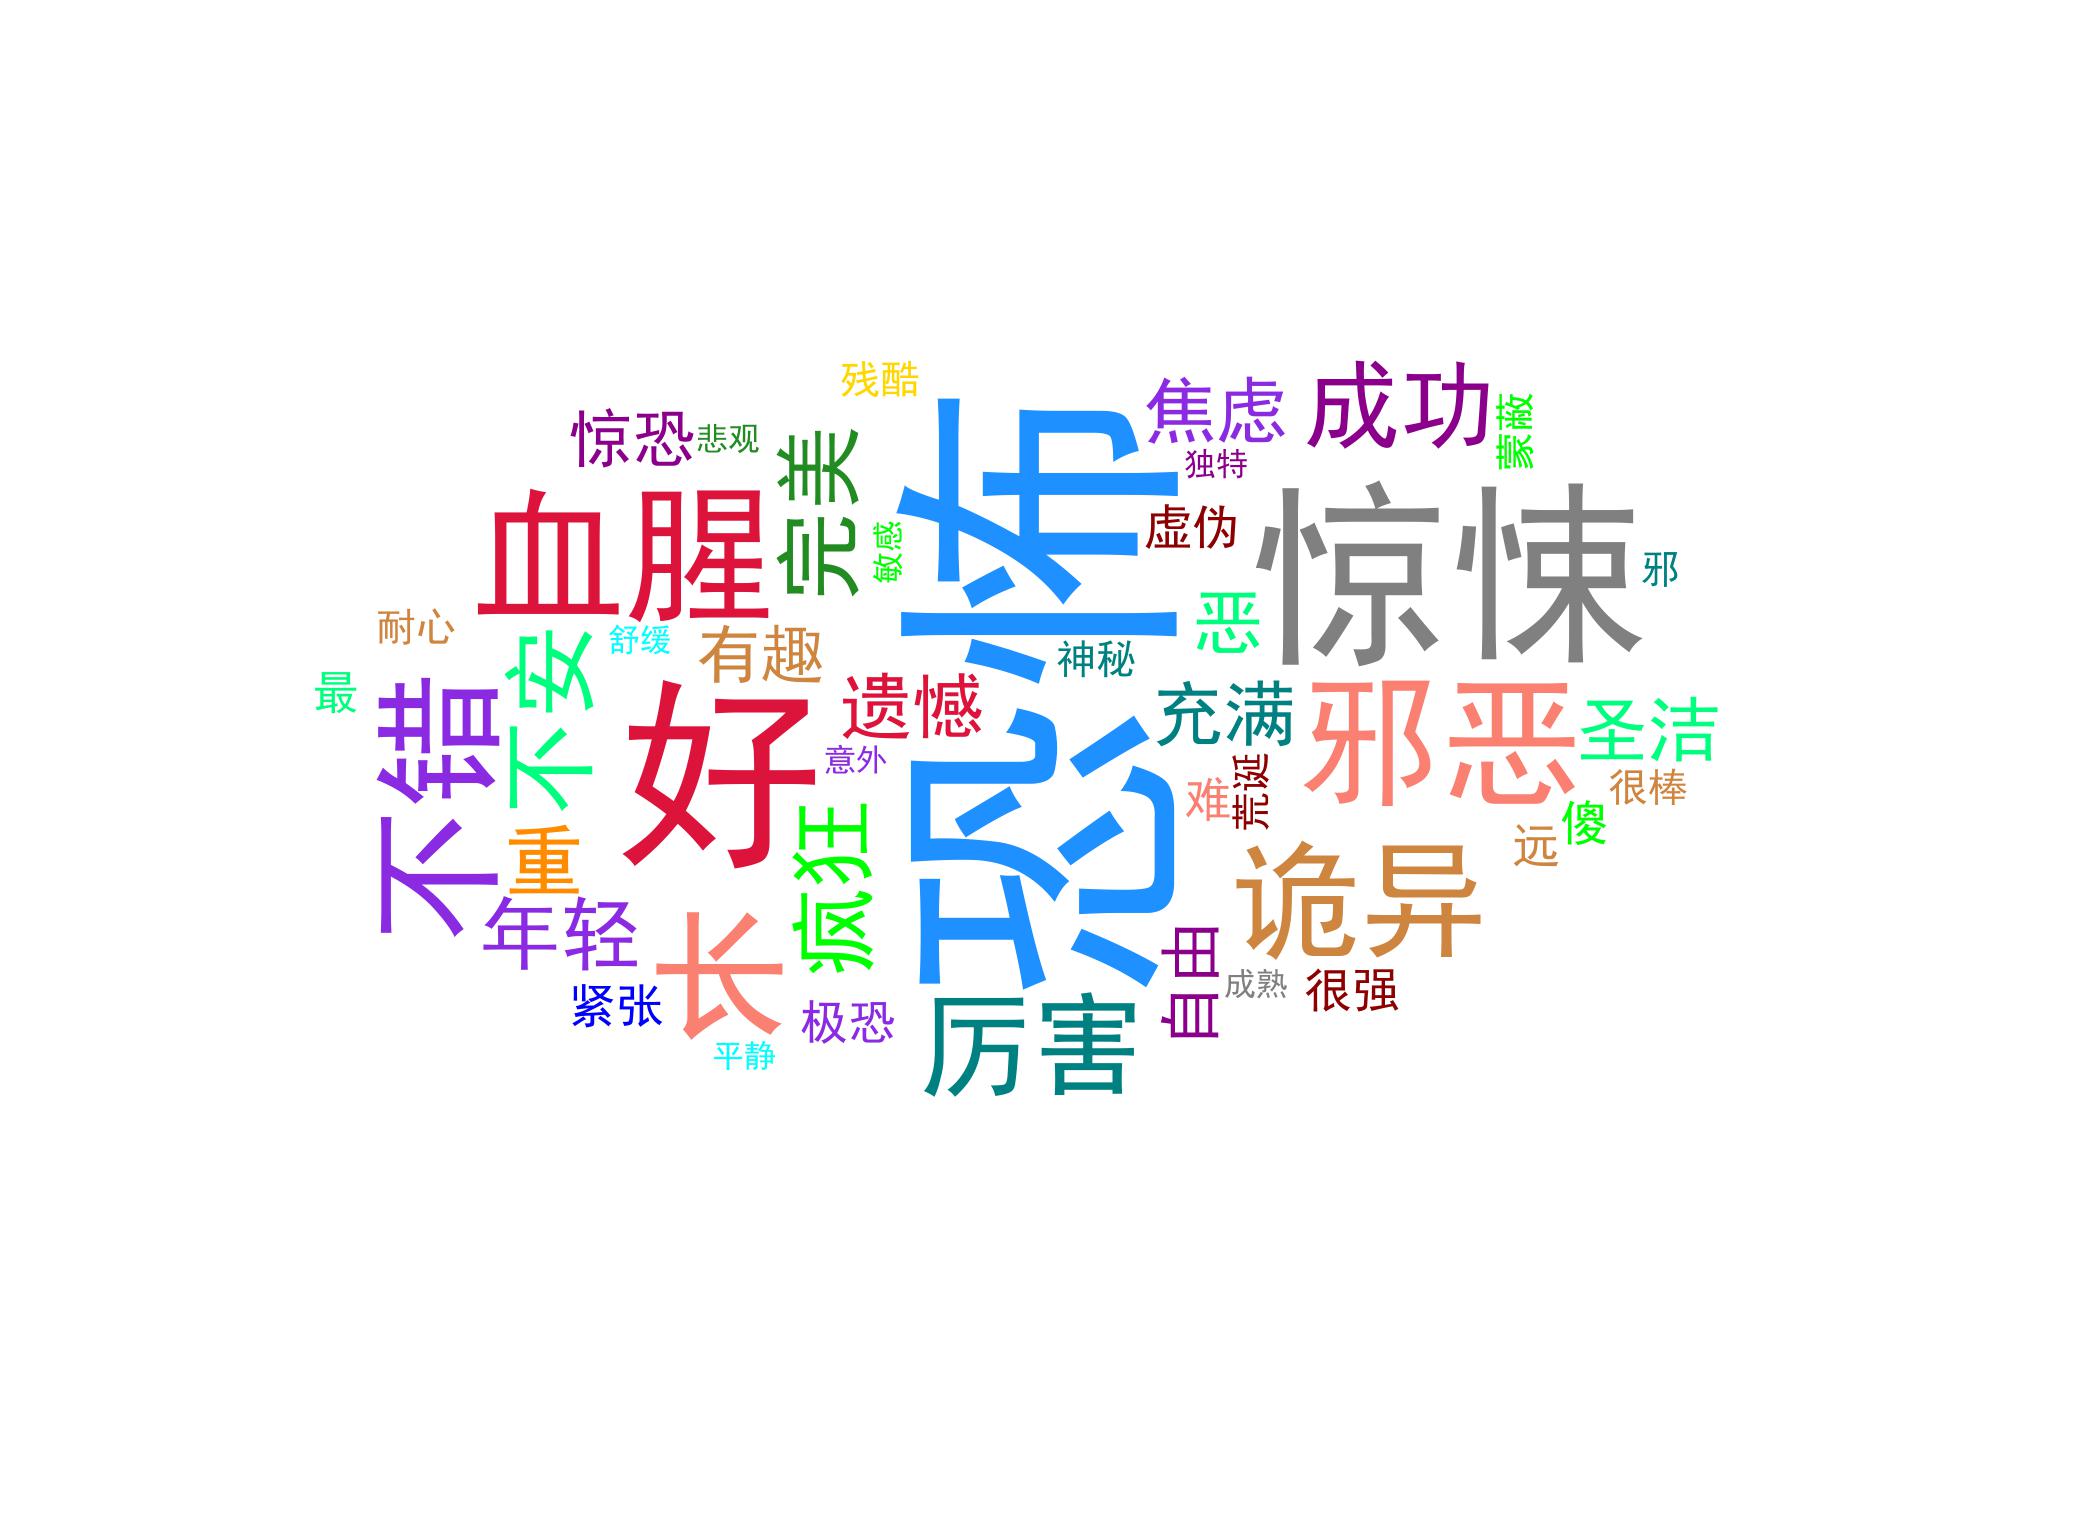 残酷
焦虑
成功
蒙蔽
惊恐
悲观
完美
恐怖
独特
惊悚
血腥
敏感
虚伪
邪
耐心
舒缓
有趣
恶
神秘
最
不错
不安
好
遗憾
意外
充满
邪恶
圣洁
难
荒诞
很棒
傻
远
重
疯狂
诡异
年轻
长
自由
紧张
极恐
厉害
成熟
很强
平静